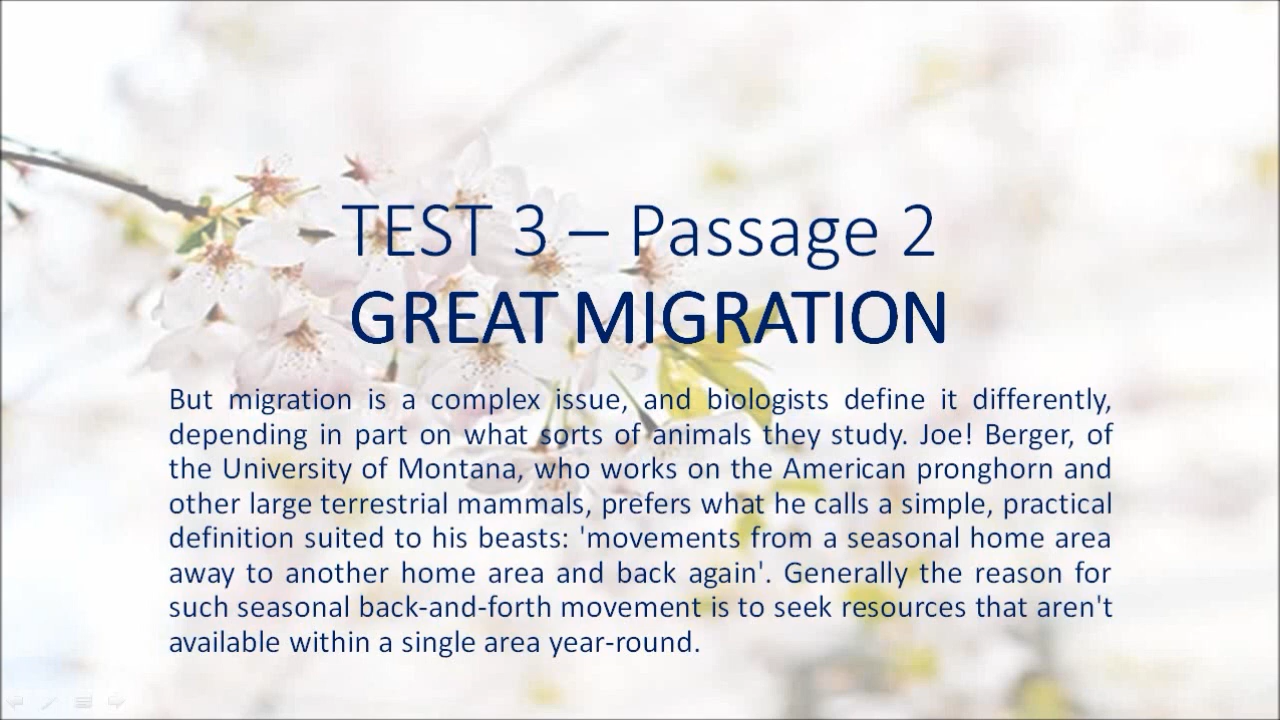 TEST 3 – Passage 2
GREAT MIGRATION
But migration is a complex issue, and biologists define it differently,
depending in part on what sorts of animals they study. Joe! Berger, of
the University of Montana, who works on the American pronghorn and
other large terrestrial mammals, prefers what he calls a simple, practical
definition suited to his beasts: 'movements from a seasonal home area
away to another home area and back again'. Generally the reason for
such seasonal back-and-forth movement is to seek resources that aren't
available within a single area year-round.